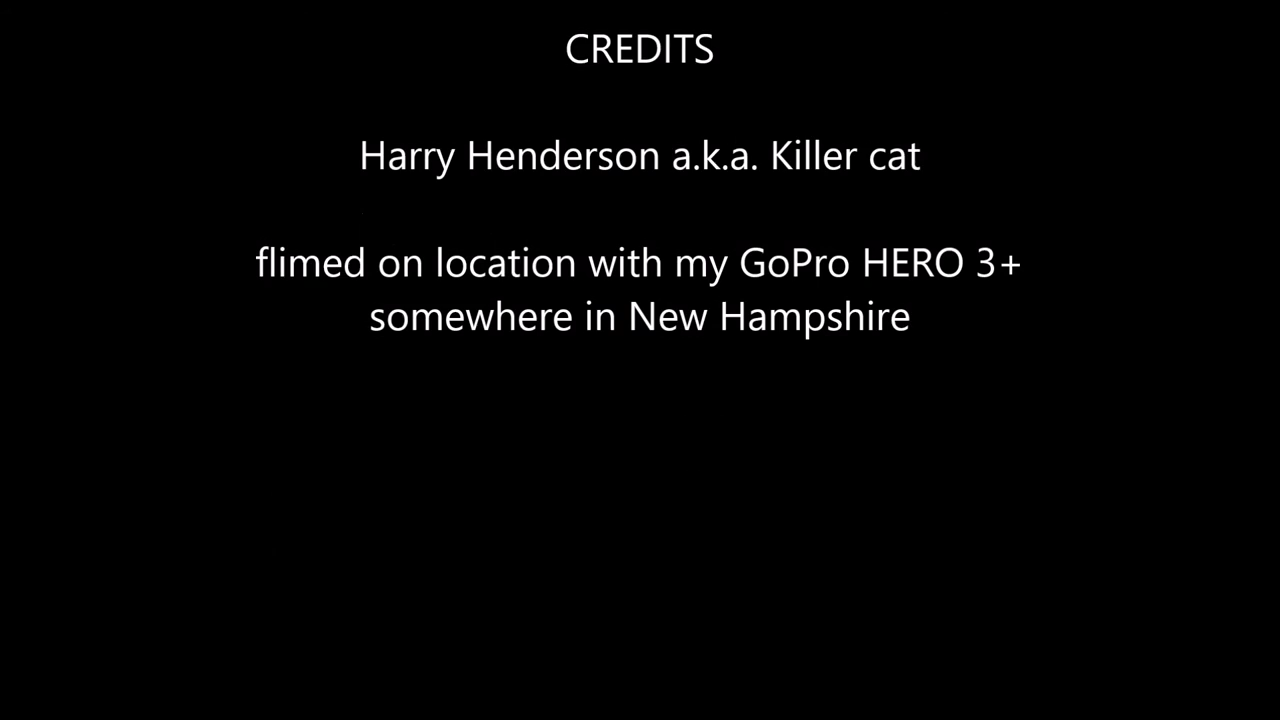 CREDITS
Harry Henderson a.k.a. Killer cat
flimed on location with my GoPro HERO 3+
somewhere in New Hampshire